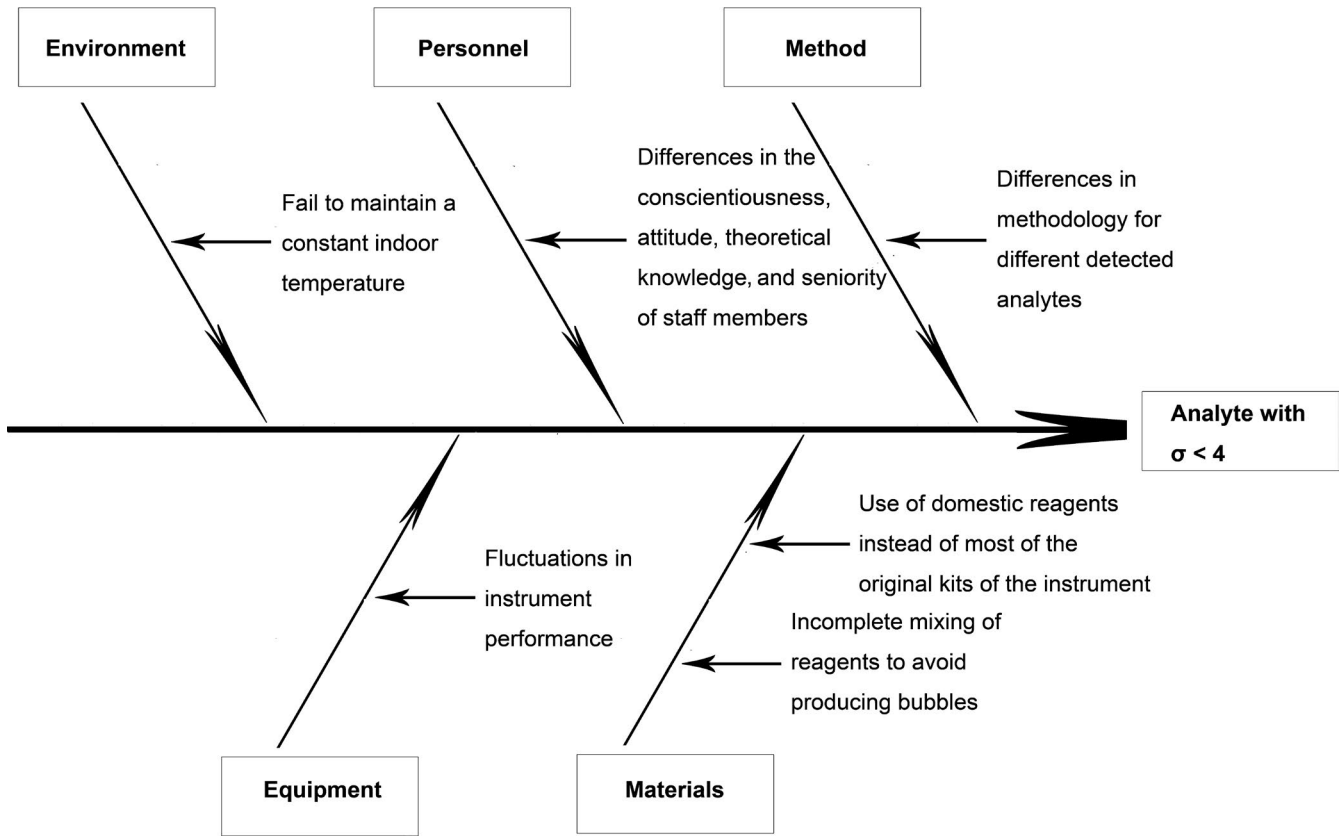 Environment
Personnel
Method
Fail to maintain a
constant indoor
temperature
Differences in the
conscientiousness,
attitude, theoretical
knowledge, and seniority
of staff members
Differences in
methodology for
different detected
analytes
Analyte with
σ < 4
Fluctuations in
instrument
performance
Use of domestic reagents
instead of most of the
original kits of the instrument
Incomplete mixing of
reagents to avoid
producing bubbles
Equipment
Materials